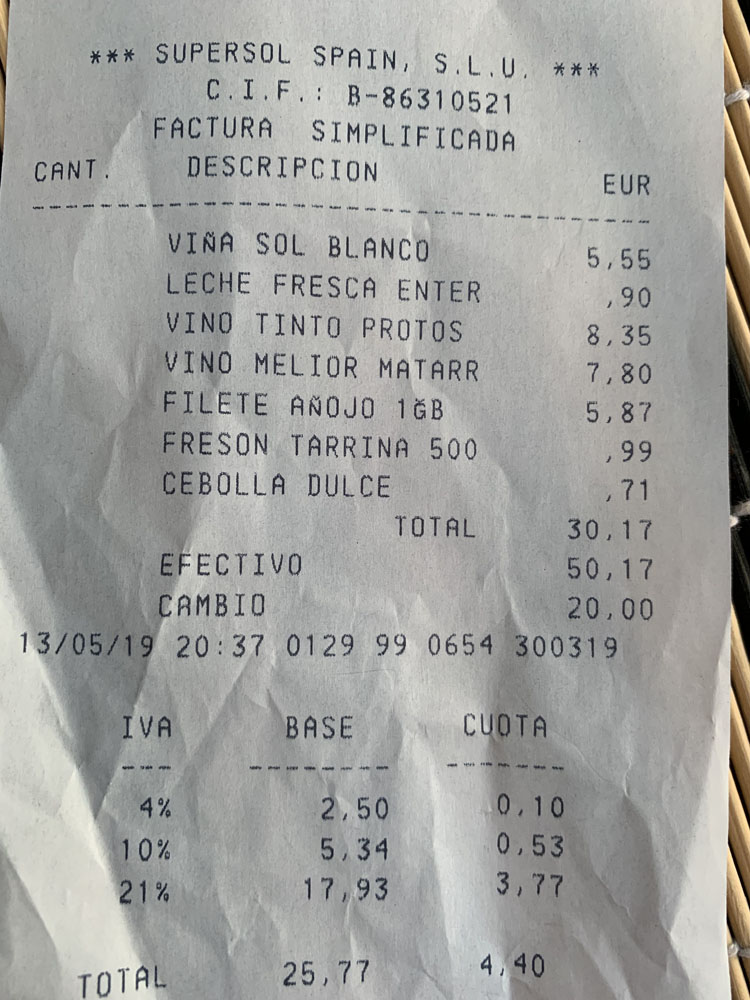 *** SUPERSOL SPAIN, S.L.U. ***
C.I.F.: B-86310521
FACTURA SIMPLIFICADA
CANT. DESCRIPCION EUR
VIÑA SOL BLANCO 5,55
LECHE FRESCA ENTER ,90
VINO TINTO PROTOS 8,35
VINO MELIOR MATARR 7,80
FILETE AÑOJO 1ªB 5,87
FRESON TARRINA 500 ,99
CEBOLLA DULCE ,71
TOTAL 30,17
EFECTIVO 50,17
CAMBIO 20,00
13/05/19 20:37 0129 99 0654 300319
IVA BASE CUOTA
4% 2,50 0,10
10% 5,34 0,53
21% 17,93 3,77
TOTAL 25,77 4,40